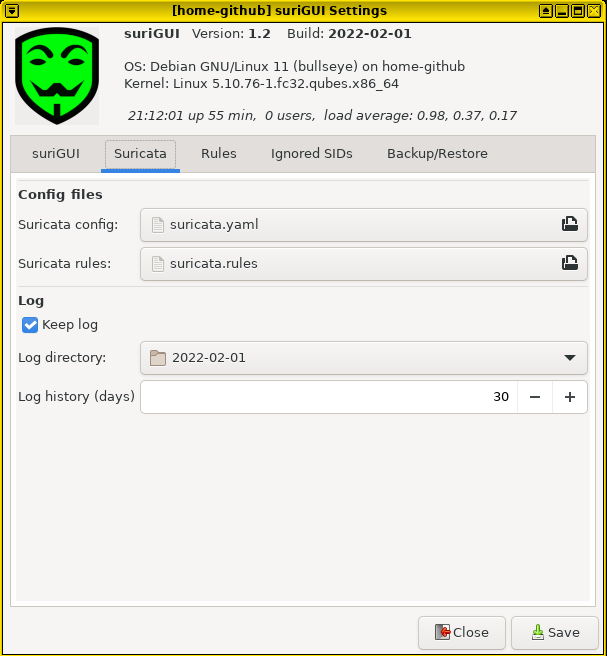 [home-github] suriGUI Settings
suriGUI Version: 1.2 Build: 2022-02-01
OS: Debian GNU/Linux 11 (bullseye) on home-github
Kernel: Linux 5.10.76-1.fc32.qubes.x86_64
21:12:01 up 55 min, 0 users, load average: 0.98, 0.37, 0.17
suriGUI Suricata Rules Ignored SIDs Backup/Restore
Config files
Suricata config: suricata.yaml
Suricata rules: suricata.rules
Log
Keep log
Log directory: 2022-02-01
Log history (days) 30 − +
Close Save